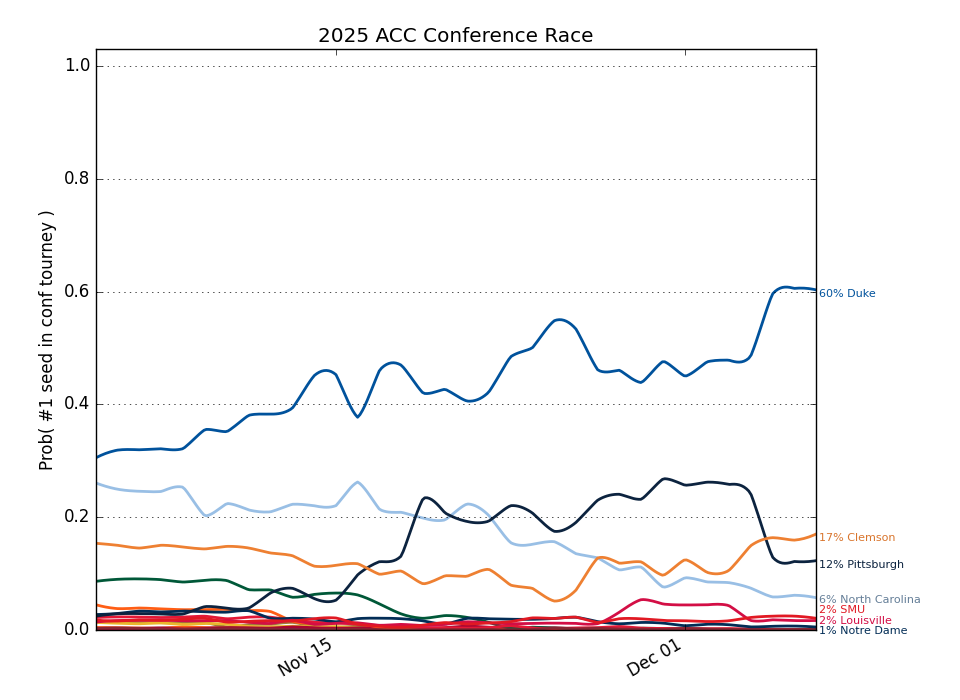 2025 ACC Conference Race
Prob( #1 seed in conf tourney )
1.0
0.8
0.6
0.4
0.2
0.0
Nov 15
Dec 01
60% Duke
17% Clemson
12% Pittsburgh
6% North Carolina
2% SMU
2% Louisville
1% Notre Dame